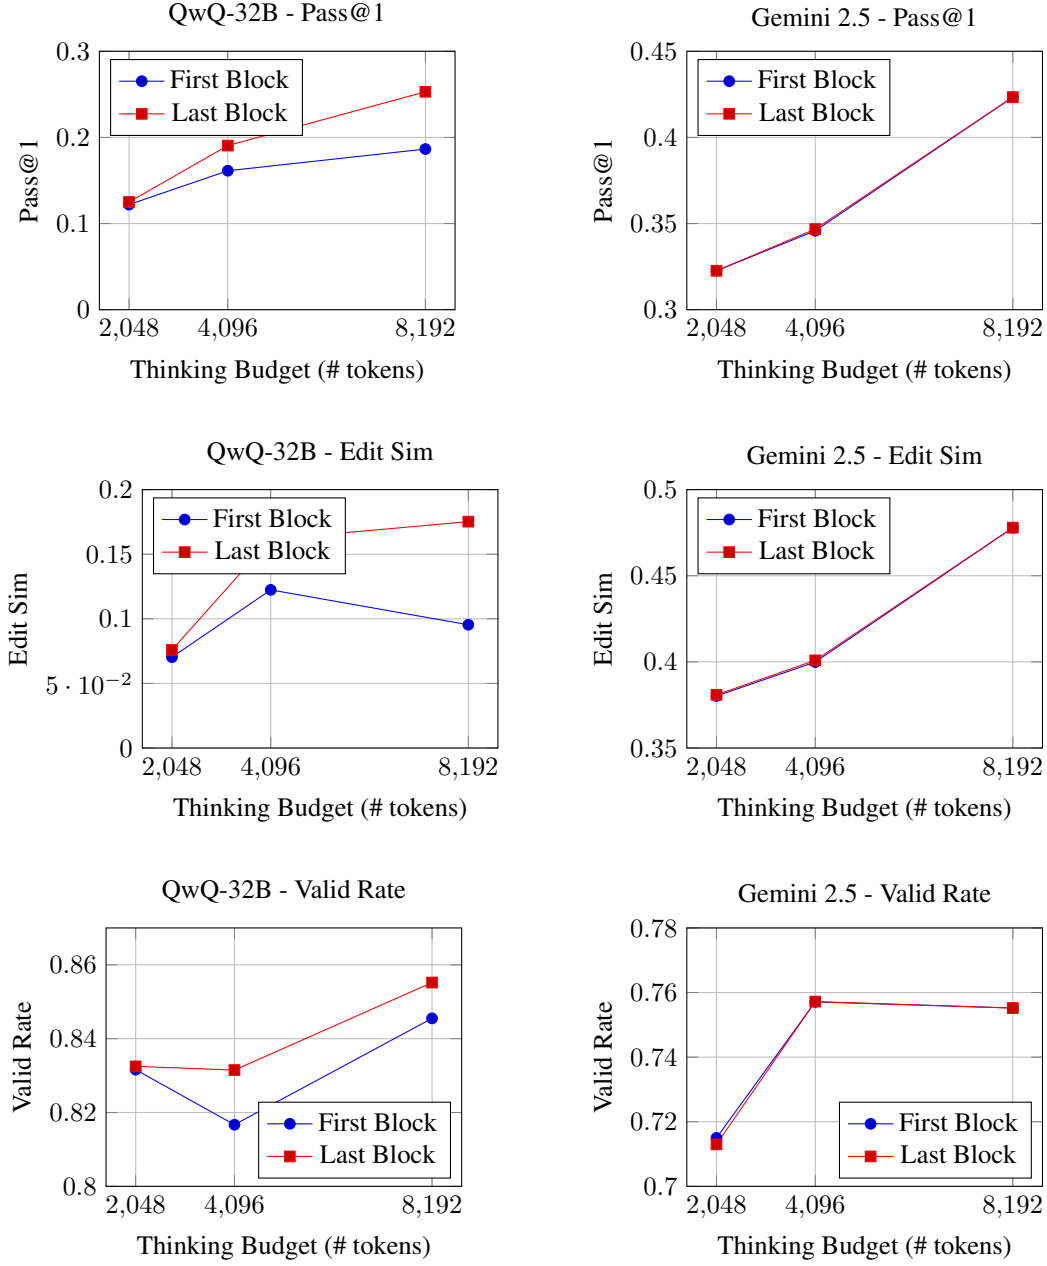 QwQ-32B - Pass@1
0.3
0.2
0.1
0
Pass@1
First Block
Last Block
2,048 4,096 8,192
Thinking Budget (# tokens)
Gemini 2.5 - Pass@1
0.45
0.4
0.35
0.3
Pass@1
First Block
Last Block
2,048 4,096 8,192
Thinking Budget (# tokens)
QwQ-32B - Edit Sim
0.2
0.15
0.1
5 · 10⁻²
0
Edit Sim
First Block
Last Block
2,048 4,096 8,192
Thinking Budget (# tokens)
Gemini 2.5 - Edit Sim
0.5
0.45
0.4
0.35
Edit Sim
First Block
Last Block
2,048 4,096 8,192
Thinking Budget (# tokens)
QwQ-32B - Valid Rate
0.86
0.84
0.82
0.8
Valid Rate
First Block
Last Block
2,048 4,096 8,192
Thinking Budget (# tokens)
Gemini 2.5 - Valid Rate
0.78
0.76
0.74
0.72
0.7
Valid Rate
First Block
Last Block
2,048 4,096 8,192
Thinking Budget (# tokens)